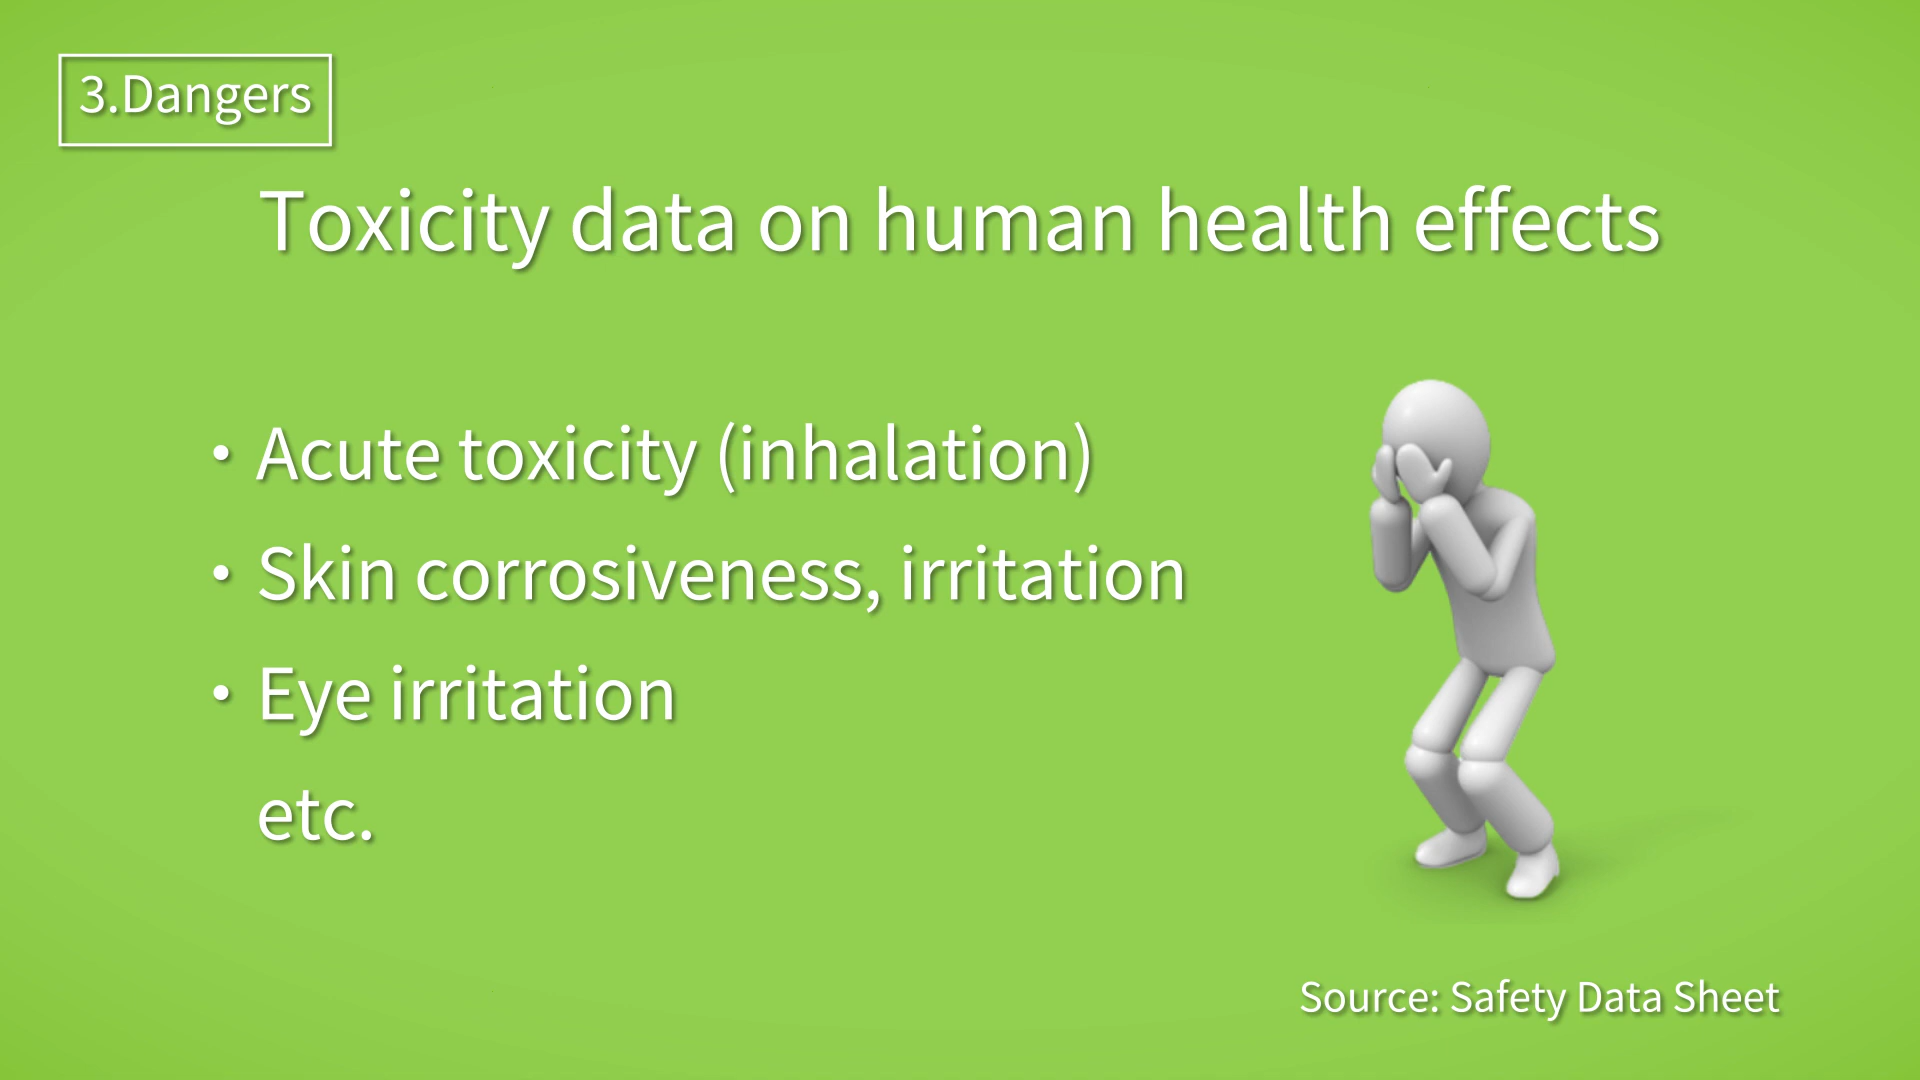 3.Dangers
Toxicity data on human health effects
・Acute toxicity (inhalation)
・Skin corrosiveness, irritation
・Eye irritation
etc.
Source: Safety Data Sheet